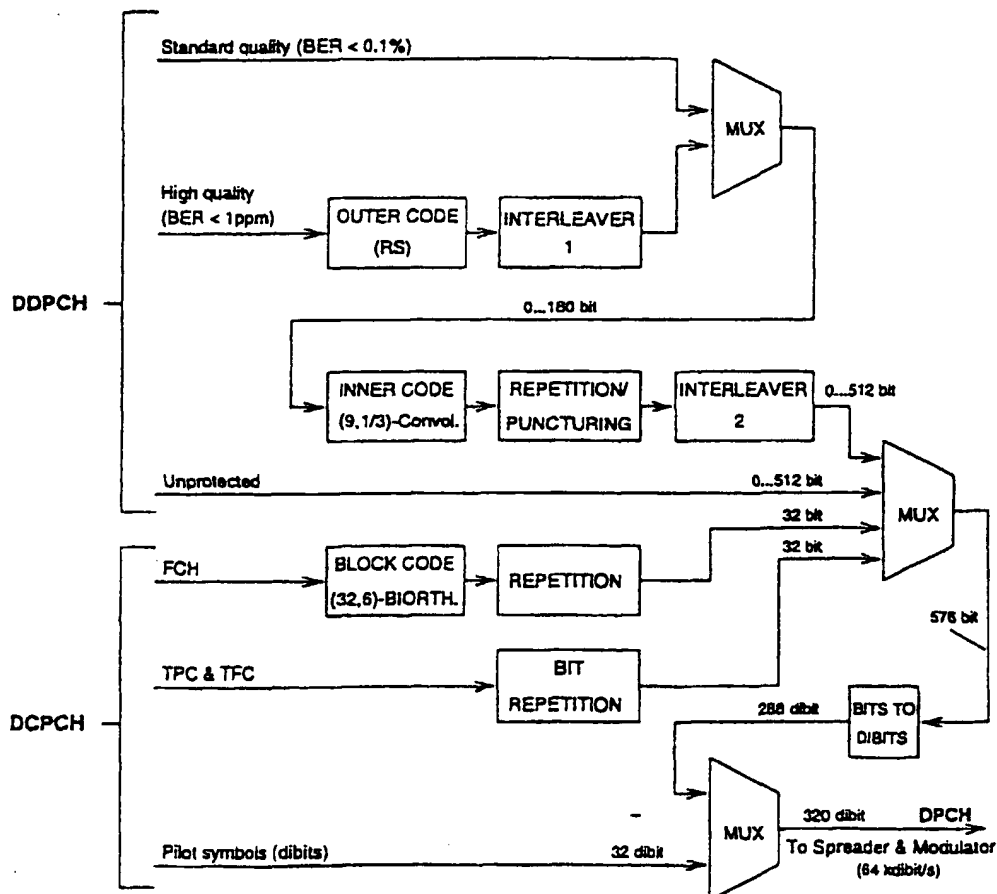 Standard quality (BER < 0.1%)
MUX
High quality
(BER < 1ppm)
OUTER CODE
(RS)
INTERLEAVER
1
DDPCH
0...180 bit
INNER CODE
(9,1/3)-Convol.
REPETITION/
PUNCTURING
INTERLEAVER
2
0...512 bit
Unprotected
0...512 bit
MUX
32 bit
32 bit
FCH
BLOCK CODE
(32,6)-BIORTH.
REPETITION
576 bit
TPC & TFC
BIT
REPETITION
DCPCH
288 dibit
BITS TO
DIBITS
MUX
320 dibit
DPCH
To Spreader & Modulator
(64 kdibit/s)
Pilot symbols (dibits)
32 dibit